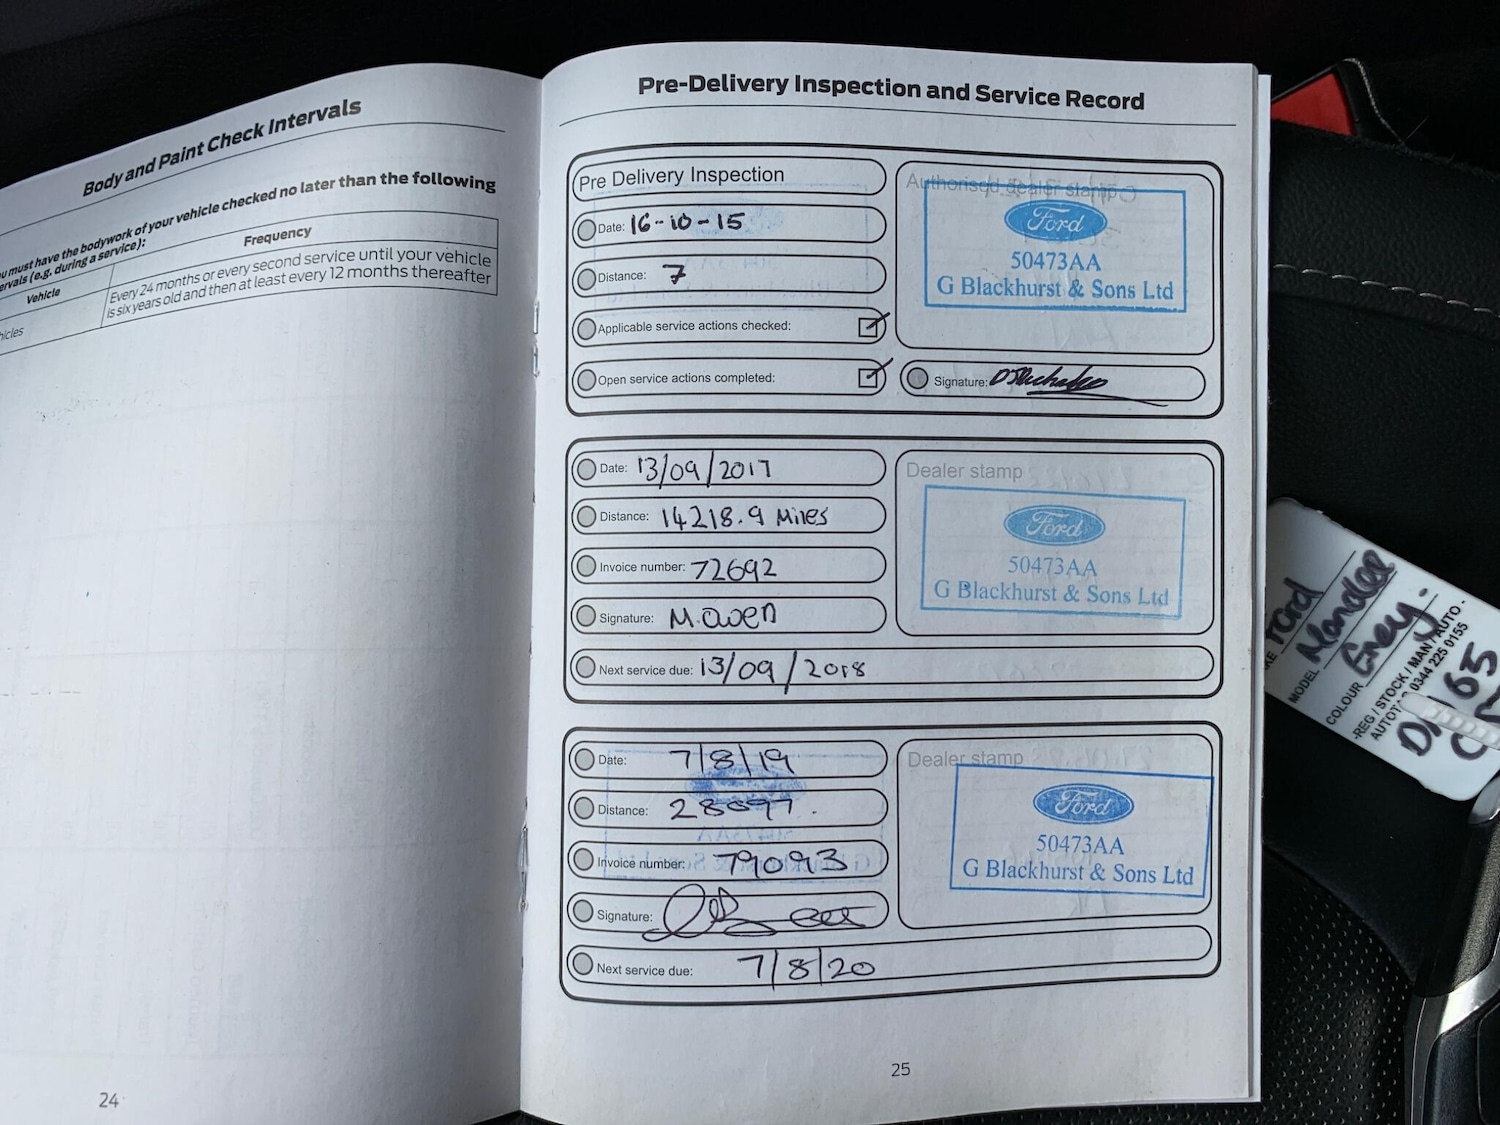 Body and Paint Check Intervals
u must have the bodywork of your vehicle checked no later than the following
ervals (e.g. during a service):
Vehicle
Frequency
hicles
Every 24 months or every second service until your vehicle
is six years old and then at least every 12 months thereafter
24
Pre-Delivery Inspection and Service Record
Pre Delivery Inspection
Date: 16-10-15
Distance: 7
Applicable service actions checked:
Open service actions completed:
Authorised dealer stamp
Ford
50473AA
G Blackhurst & Sons Ltd
Signature:
Date: 13/09/2017
Distance: 14218.9 Miles
Invoice number: 72692
Signature: M.Owen
Next service due: 13/09/2018
Dealer stamp
Ford
50473AA
G Blackhurst & Sons Ltd
Date: 7/8/19
Distance: 28097.
Invoice number: 79093
Signature:
Next service due: 7/8/20
Dealer stamp
Ford
50473AA
G Blackhurst & Sons Ltd
25
KE Ford
MODEL Mondeo
COLOUR Grey.
REG / STOCK / MAN / AUTO -
0344 225 0155
65